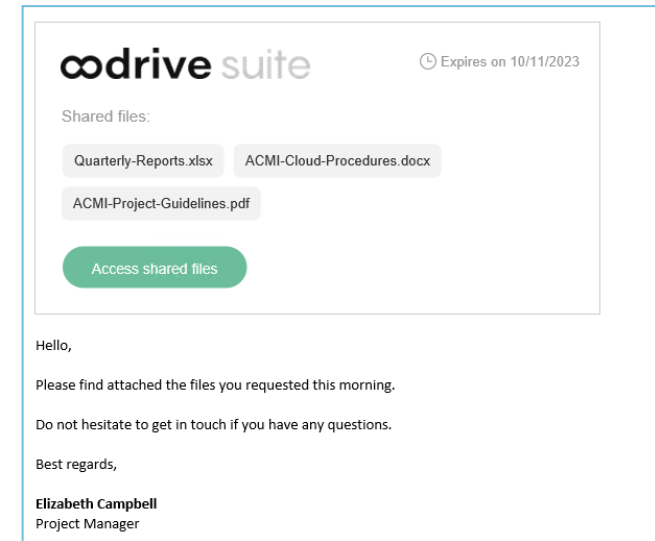 oodrive suite
Expires on 10/11/2023
Shared files:
Quarterly-Reports.xlsx
ACMI-Cloud-Procedures.docx
ACMI-Project-Guidelines.pdf
Access shared files
Hello,
Please find attached the files you requested this morning.
Do not hesitate to get in touch if you have any questions.
Best regards,
Elizabeth Campbell
Project Manager